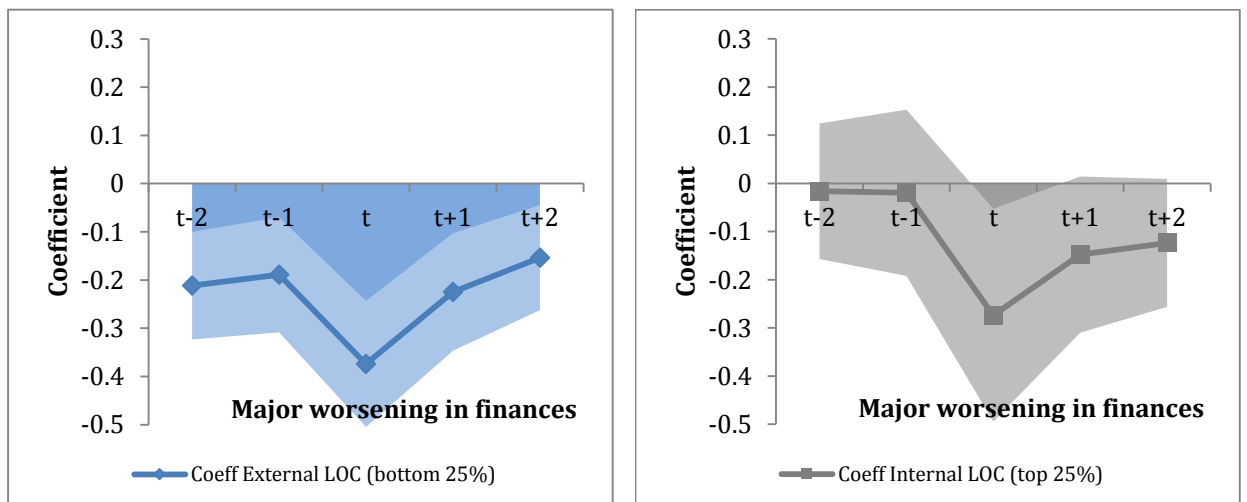 0.3
0.2
0.1
0
-0.1
-0.2
-0.3
-0.4
-0.5
Coefficient
t-2 t-1 t t+1 t+2
Major worsening in finances
Coeff External LOC (bottom 25%)
0.3
0.2
0.1
0
-0.1
-0.2
-0.3
-0.4
-0.5
Coefficient
t-2 t-1 t t+1 t+2
Major worsening in finances
Coeff Internal LOC (top 25%)